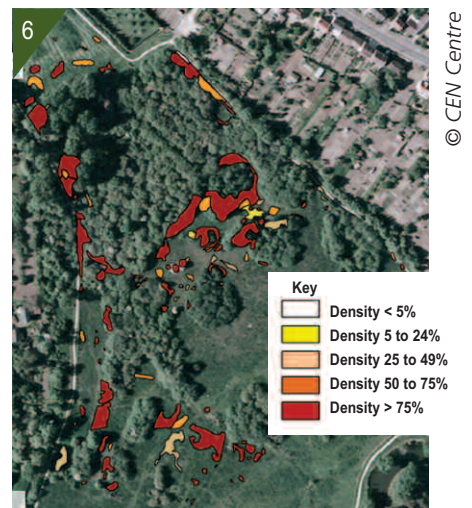 6
© CEN Centre
Key
Density < 5%
Density 5 to 24%
Density 25 to 49%
Density 50 to 75%
Density > 75%